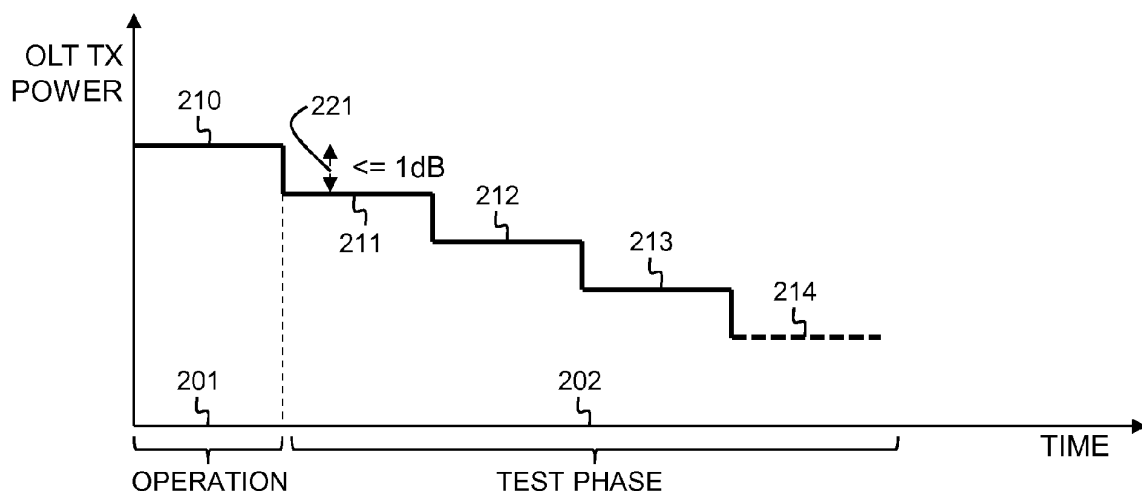 OLT TX
POWER
210
221
<= 1dB
211
212
213
214
201
202
TIME
OPERATION
TEST PHASE